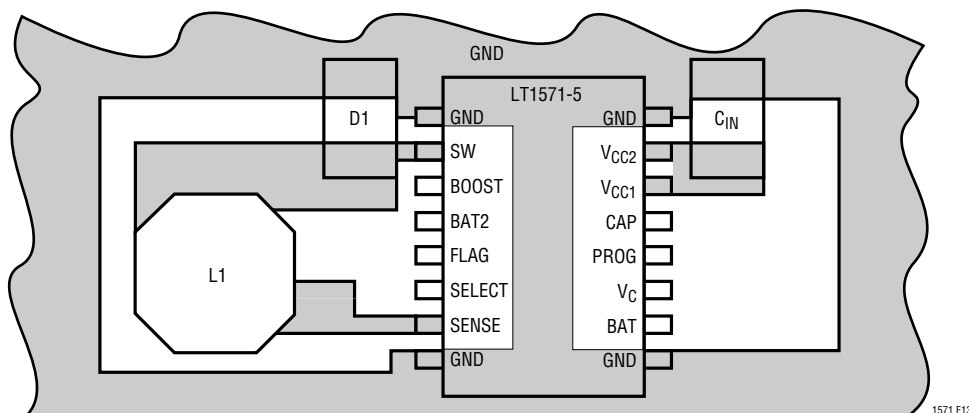 GND
LT1571-5
D1
GND
GND
CIN
SW
VCC2
BOOST
VCC1
BAT2
CAP
FLAG
PROG
L1
SELECT
VC
SENSE
BAT
GND
GND